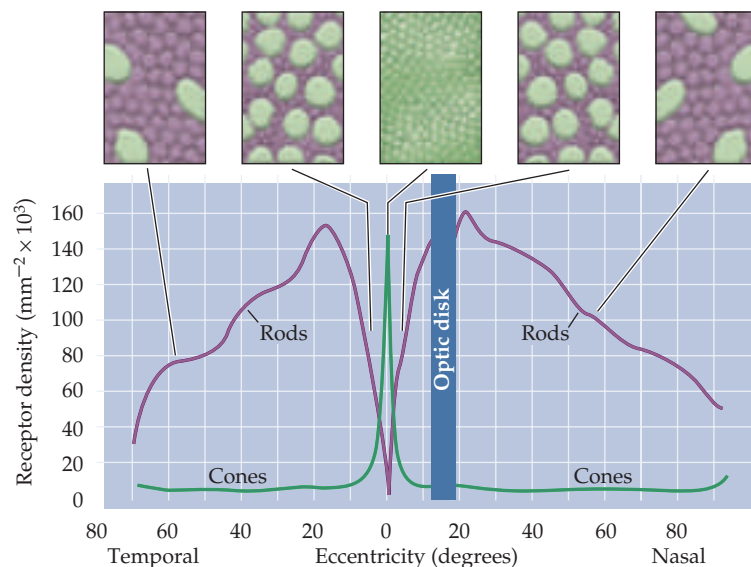 Receptor density (mm⁻² × 10³)
160
140
120
100
80
60
40
20
0
Rods
Rods
Optic disk
Cones
Cones
80 60 40 20 0 20 40 60 80
Temporal Eccentricity (degrees) Nasal